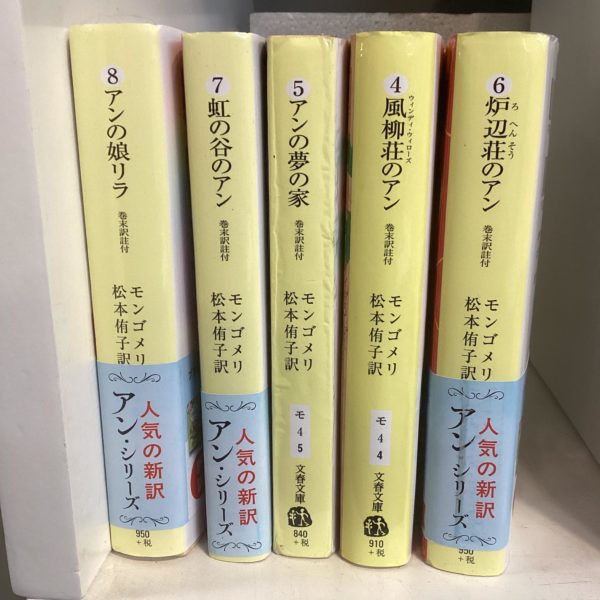 8
アンの娘リラ
巻末訳註付
モンゴメリ
松本侑子訳
人気の新訳
アン・シリーズ
950
+税
7
虹の谷のアン
巻末訳註付
モンゴメリ
松本侑子訳
人気の新訳
アン・シリーズ
5
アンの夢の家
巻末訳註付
モンゴメリ
松本侑子訳
モ
4
5
文春文庫
840
+税
4
風柳荘のアン
ウィンディ・ウィローズ
巻末訳註付
モンゴメリ
松本侑子訳
モ
4
4
文春文庫
910
+税
6
炉辺荘のアン
ろへんそう
巻末訳註付
モンゴメリ
松本侑子訳
人気の新訳
アン・シリーズ
950
+税